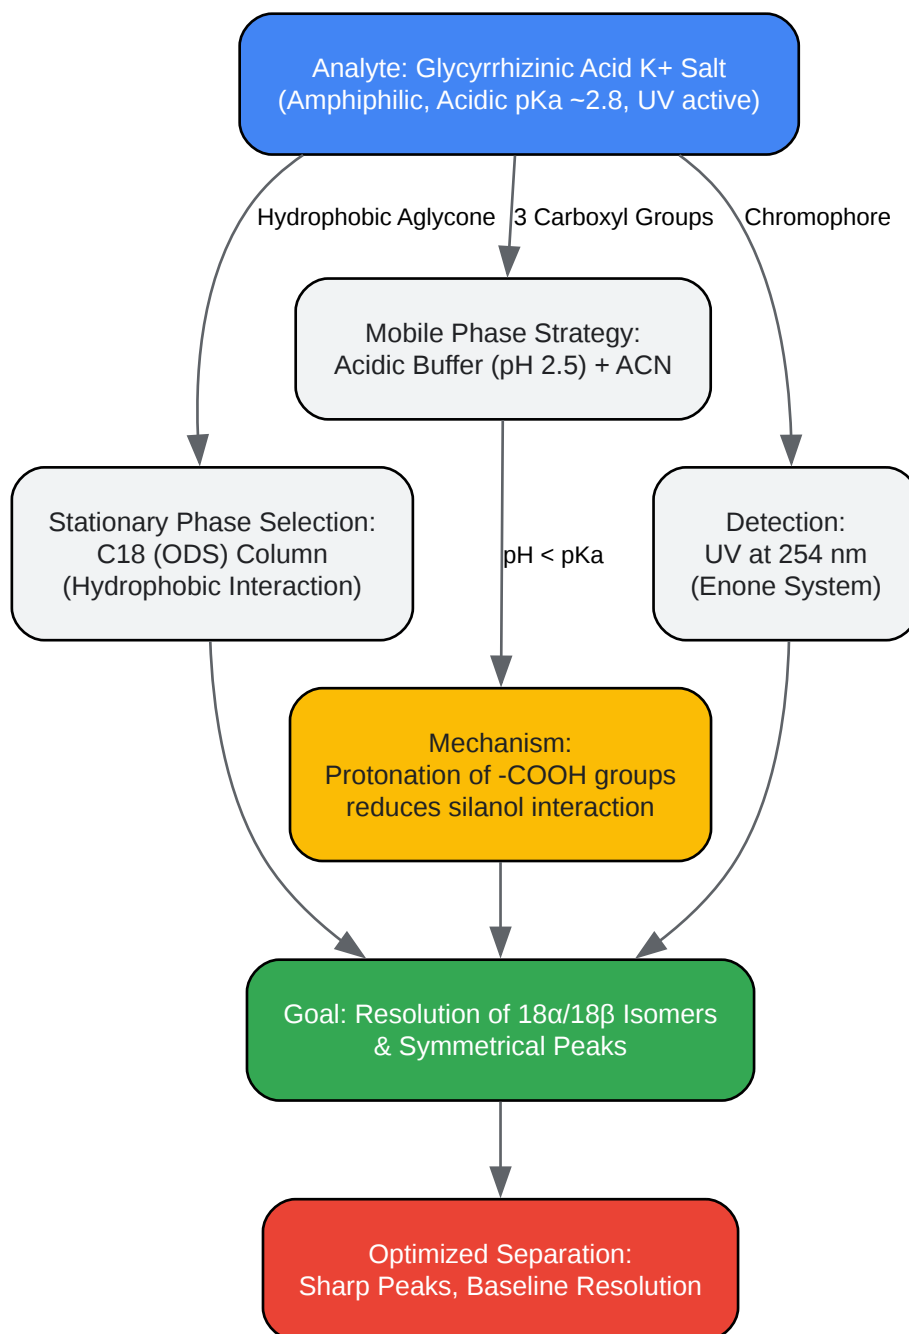 Analyte: Glycyrrhizinic Acid K+ Salt
(Amphiphilic, Acidic pKa ~2.8, UV active)
Hydrophobic Aglycone
3 Carboxyl Groups
Chromophore
Mobile Phase Strategy:
Acidic Buffer (pH 2.5) + ACN
Stationary Phase Selection:
C18 (ODS) Column
(Hydrophobic Interaction)
pH < pKa
Detection:
UV at 254 nm
(Enone System)
Mechanism:
Protonation of -COOH groups
reduces silanol interaction
Goal: Resolution of 18α/18β Isomers
& Symmetrical Peaks
Optimized Separation:
Sharp Peaks, Baseline Resolution